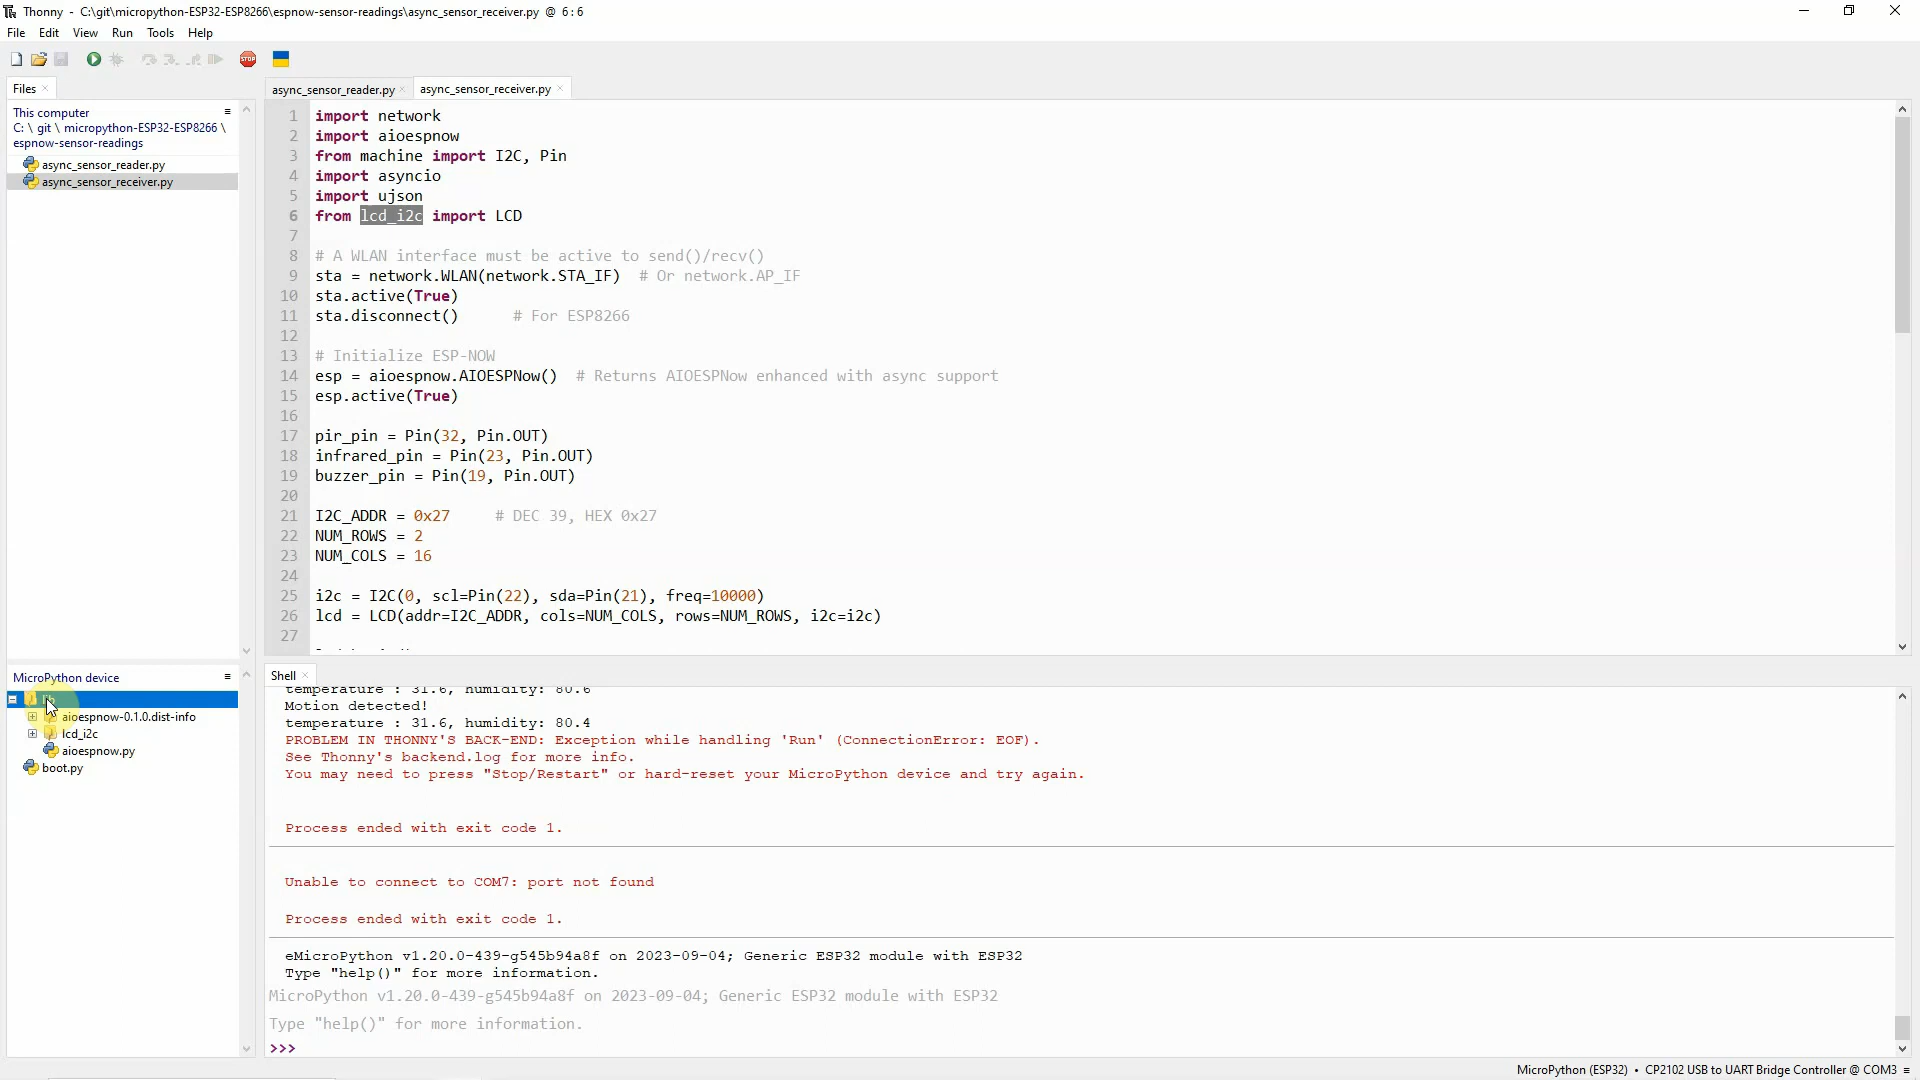 Thonny - C:\git\micropython-ESP32-ESP8266\espnow-sensor-readings\async_sensor_receiver.py @ 6:6
File Edit View Run Tools Help
STOP
Files
This computer
C: \ git \ micropython-ESP32-ESP8266 \
espnow-sensor-readings
async_sensor_reader.py
async_sensor_receiver.py
async_sensor_reader.py async_sensor_receiver.py
1 import network
2 import aioespnow
3 from machine import I2C, Pin
4 import asyncio
5 import ujson
6 from lcd_i2c import LCD
7
8 # A WLAN interface must be active to send()/recv()
9 sta = network.WLAN(network.STA_IF)  # Or network.AP_IF
10 sta.active(True)
11 sta.disconnect()      # For ESP8266
12
13 # Initialize ESP-NOW
14 esp = aioespnow.AIOESPNow()  # Returns AIOESPNow enhanced with async support
15 esp.active(True)
16
17 pir_pin = Pin(32, Pin.OUT)
18 infrared_pin = Pin(23, Pin.OUT)
19 buzzer_pin = Pin(19, Pin.OUT)
20
21 I2C_ADDR = 0x27     # DEC 39, HEX 0x27
22 NUM_ROWS = 2
23 NUM_COLS = 16
24
25 i2c = I2C(0, scl=Pin(22), sda=Pin(21), freq=10000)
26 lcd = LCD(addr=I2C_ADDR, cols=NUM_COLS, rows=NUM_ROWS, i2c=i2c)
27
MicroPython device
aioespnow-0.1.0.dist-info
lcd_i2c
aioespnow.py
boot.py
Shell
temperature : 31.6, humidity: 80.6
Motion detected!
temperature : 31.6, humidity: 80.4
PROBLEM IN THONNY'S BACK-END: Exception while handling 'Run' (ConnectionError: EOF).
See Thonny's backend.log for more info.
You may need to press "Stop/Restart" or hard-reset your MicroPython device and try again.
Process ended with exit code 1.
Unable to connect to COM7: port not found
Process ended with exit code 1.
eMicroPython v1.20.0-439-g545b94a8f on 2023-09-04; Generic ESP32 module with ESP32
Type "help()" for more information.
MicroPython v1.20.0-439-g545b94a8f on 2023-09-04; Generic ESP32 module with ESP32
Type "help()" for more information.
>>>
MicroPython (ESP32) • CP2102 USB to UART Bridge Controller @ COM3